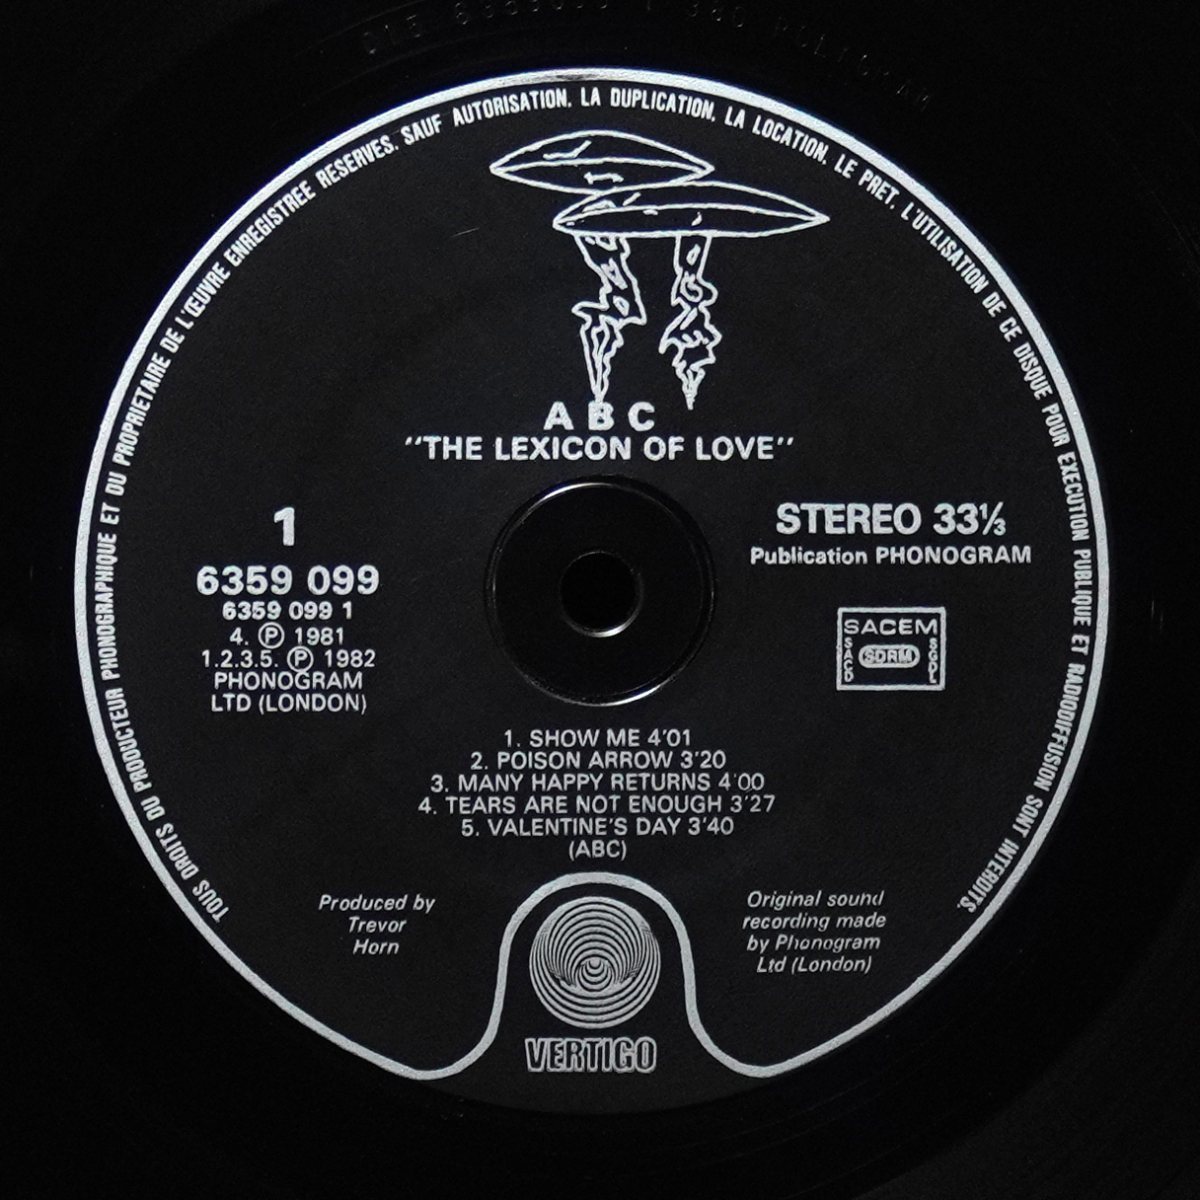 TOUS DROITS DU PRODUCTEUR PHONOGRAPHIQUE ET DU PROPRIETAIRE DE L'ŒUVRE ENREGISTREE RESERVES. SAUF AUTORISATION, LA DUPLICATION, LA LOCATION, LE PRET, L'UTILISATION DE CE DISQUE POUR EXECUTION PUBLIQUE ET RADIODIFFUSION SONT INTERDITS.
A B C
"THE LEXICON OF LOVE"
1
6359 099
6359 099 1
4. Ⓟ 1981
1.2.3.5. Ⓟ 1982
PHONOGRAM
LTD (LONDON)
STEREO 33⅓
Publication PHONOGRAM
SACEM
SACD
SDRM
SGDL
1. SHOW ME 4'01
2. POISON ARROW 3'20
3. MANY HAPPY RETURNS 4'00
4. TEARS ARE NOT ENOUGH 3'27
5. VALENTINE'S DAY 3'40
(ABC)
Produced by
Trevor
Horn
Original sound
recording made
by Phonogram
Ltd (London)
VERTIGO